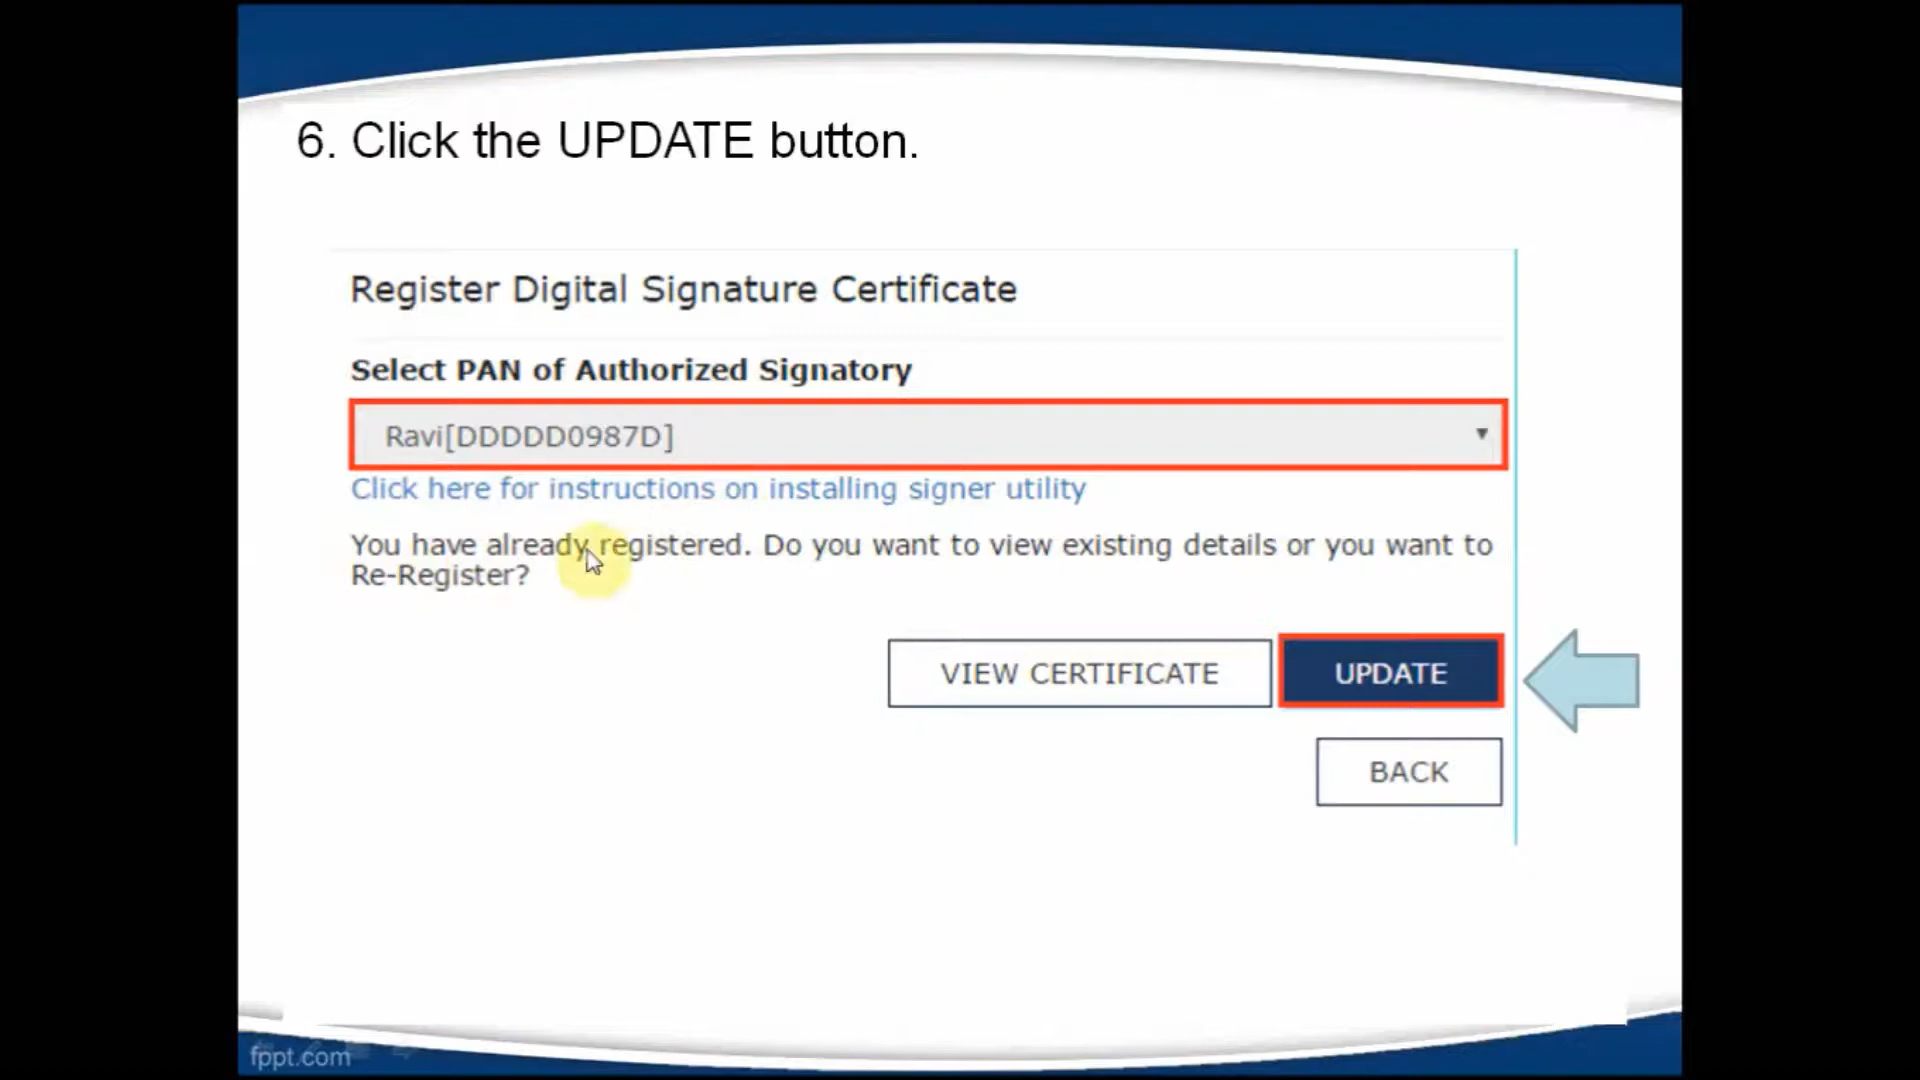 6. Click the UPDATE button.
Register Digital Signature Certificate
Select PAN of Authorized Signatory
Ravi[DDDDD0987D]
Click here for instructions on installing signer utility
You have already registered. Do you want to view existing details or you want to
Re-Register?
VIEW CERTIFICATE
UPDATE
BACK
fppt.com